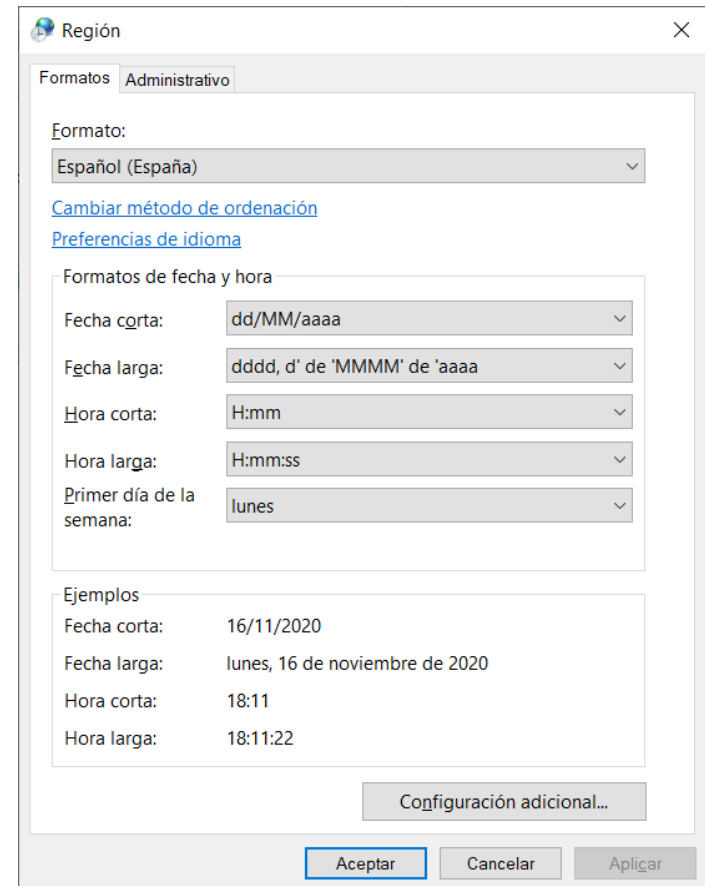 Región
Formatos Administrativo
Formato:
Español (España)
Cambiar método de ordenación
Preferencias de idioma
Formatos de fecha y hora
Fecha corta: dd/MM/aaaa
Fecha larga: dddd, d' de 'MMMM' de 'aaaa
Hora corta: H:mm
Hora larga: H:mm:ss
Primer día de la
semana: lunes
Ejemplos
Fecha corta: 16/11/2020
Fecha larga: lunes, 16 de noviembre de 2020
Hora corta: 18:11
Hora larga: 18:11:22
Configuración adicional...
Aceptar Cancelar Aplicar